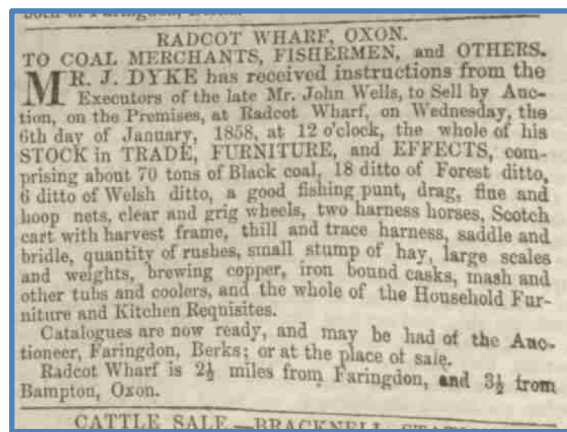 both of Faringdon, Berks.
RADCOT WHARF, OXON.
TO COAL MERCHANTS, FISHERMEN, and OTHERS.
MR. J. DYKE has received instructions from the
Executors of the late Mr. John Wells, to Sell by Auc-
tion, on the Premises, at Radcot Wharf, on Wednesday, the
6th day of January, 1858, at 12 o'clock, the whole of his
STOCK in TRADE, FURNITURE, and EFFECTS, com-
prising about 70 tons of Black coal, 18 ditto of Forest ditto,
6 ditto of Welsh ditto, a good fishing punt, drag, flue and
hoop nets, clear and grig wheels, two harness horses, Scotch
cart with harvest frame, thill and trace harness, saddle and
bridle, quantity of rushes, small stump of hay, large scales
and weights, brewing copper, iron bound casks, mash and
other tubs and coolers, and the whole of the Household Fur-
niture and Kitchen Requisites.
Catalogues are now ready, and may be had of the Auc-
tioneer, Faringdon, Berks; or at the place of sale.
Radcot Wharf is 2½ miles from Faringdon, and 3½ from
Bampton, Oxon.
CATTLE SALE.—BRACKNELL